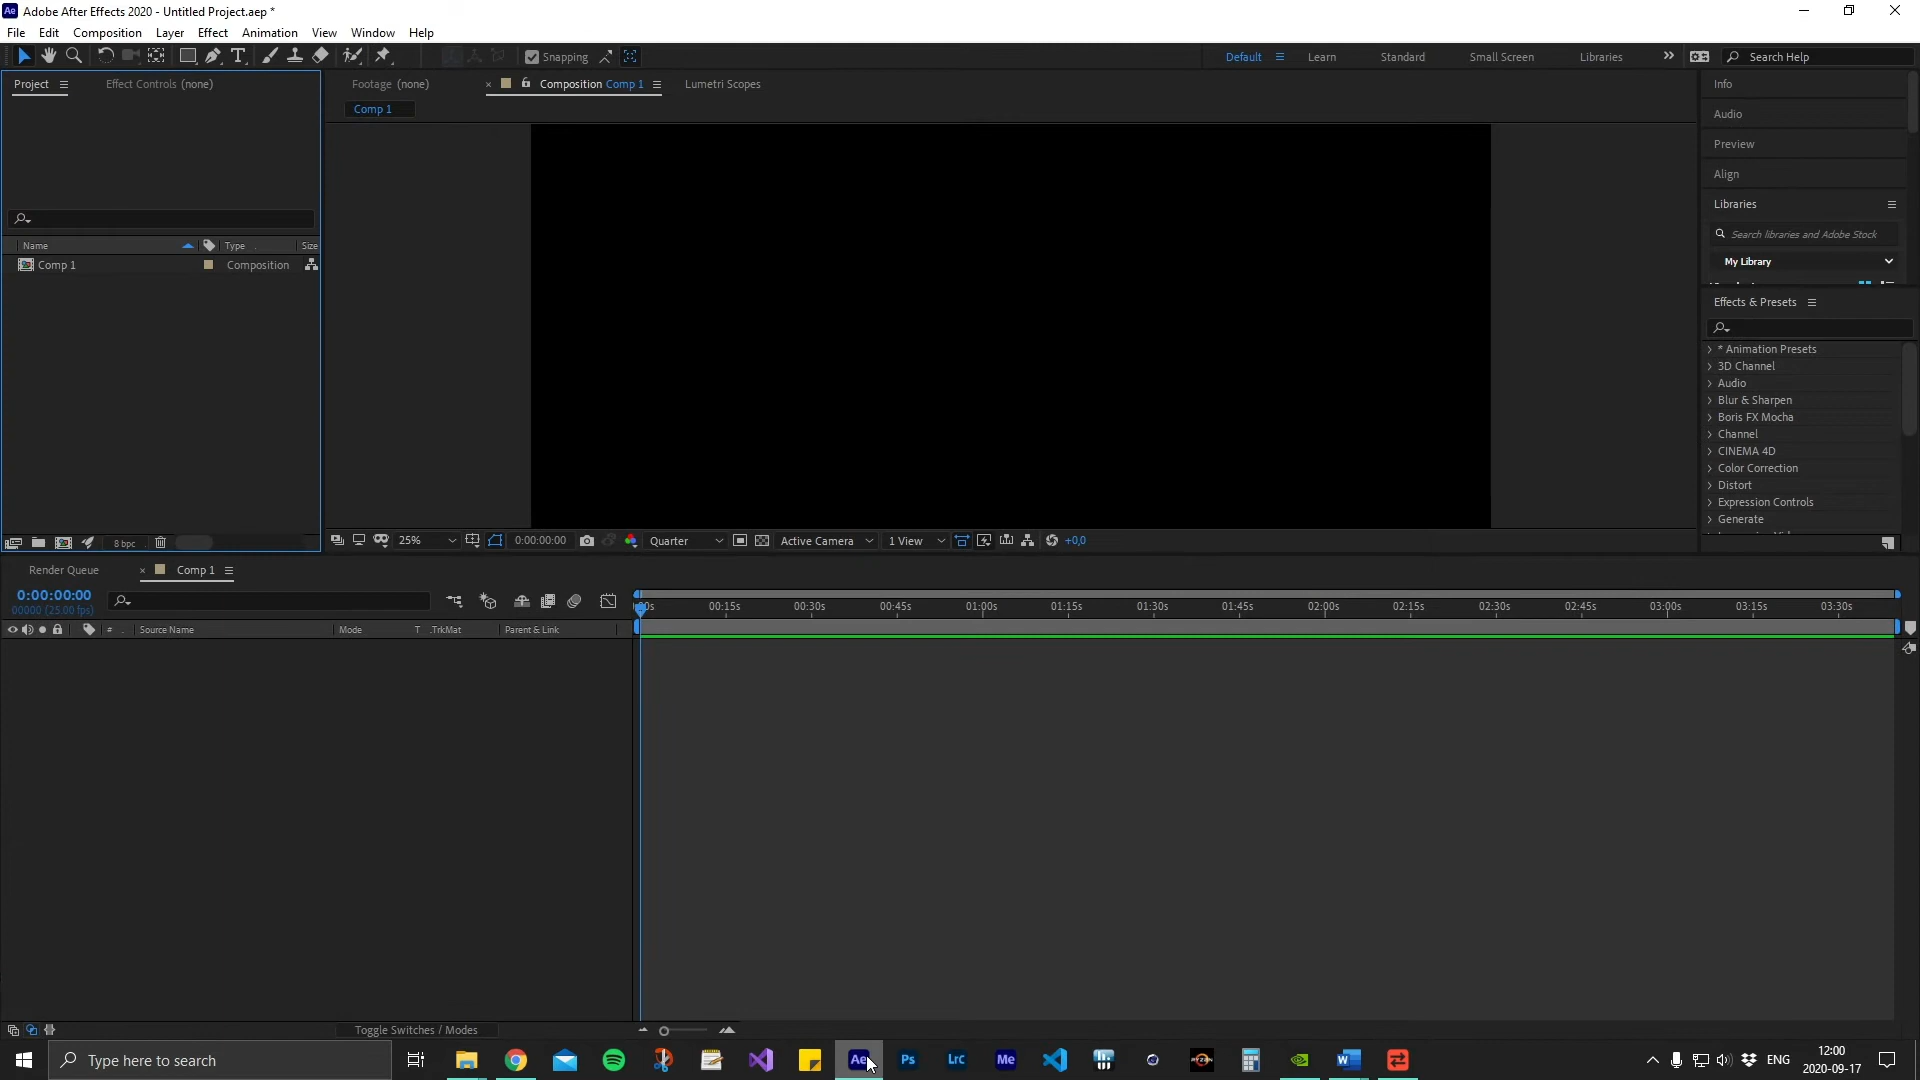 Ae Adobe After Effects 2020 - Untitled Project.aep *
File Edit Composition Layer Effect Animation View Window Help
T Snapping Default Learn Standard Small Screen Libraries Search Help
Project Effect Controls (none) Footage (none) × Composition Comp 1 Lumetri Scopes Info
Comp 1
Audio
Preview
Align
Libraries
Search libraries and Adobe Stock
My Library
Name Type Size
Comp 1 Composition
Effects & Presets
* Animation Presets
3D Channel
Audio
Blur & Sharpen
Boris FX Mocha
Channel
CINEMA 4D
Color Correction
Distort
Expression Controls
Generate
8 bpc 25% 0:00:00:00 Quarter Active Camera 1 View +0,0
Render Queue × Comp 1
0:00:00:00
00000 (25.00 fps)
00s 00:15s 00:30s 00:45s 01:00s 01:15s 01:30s 01:45s 02:00s 02:15s 02:30s 02:45s 03:00s 03:15s 03:30s
# Source Name Mode T .TrkMat Parent & Link
Toggle Switches / Modes
Type here to search Ae Ps Lrc Me RYZEN W ENG 12:00
2020-09-17